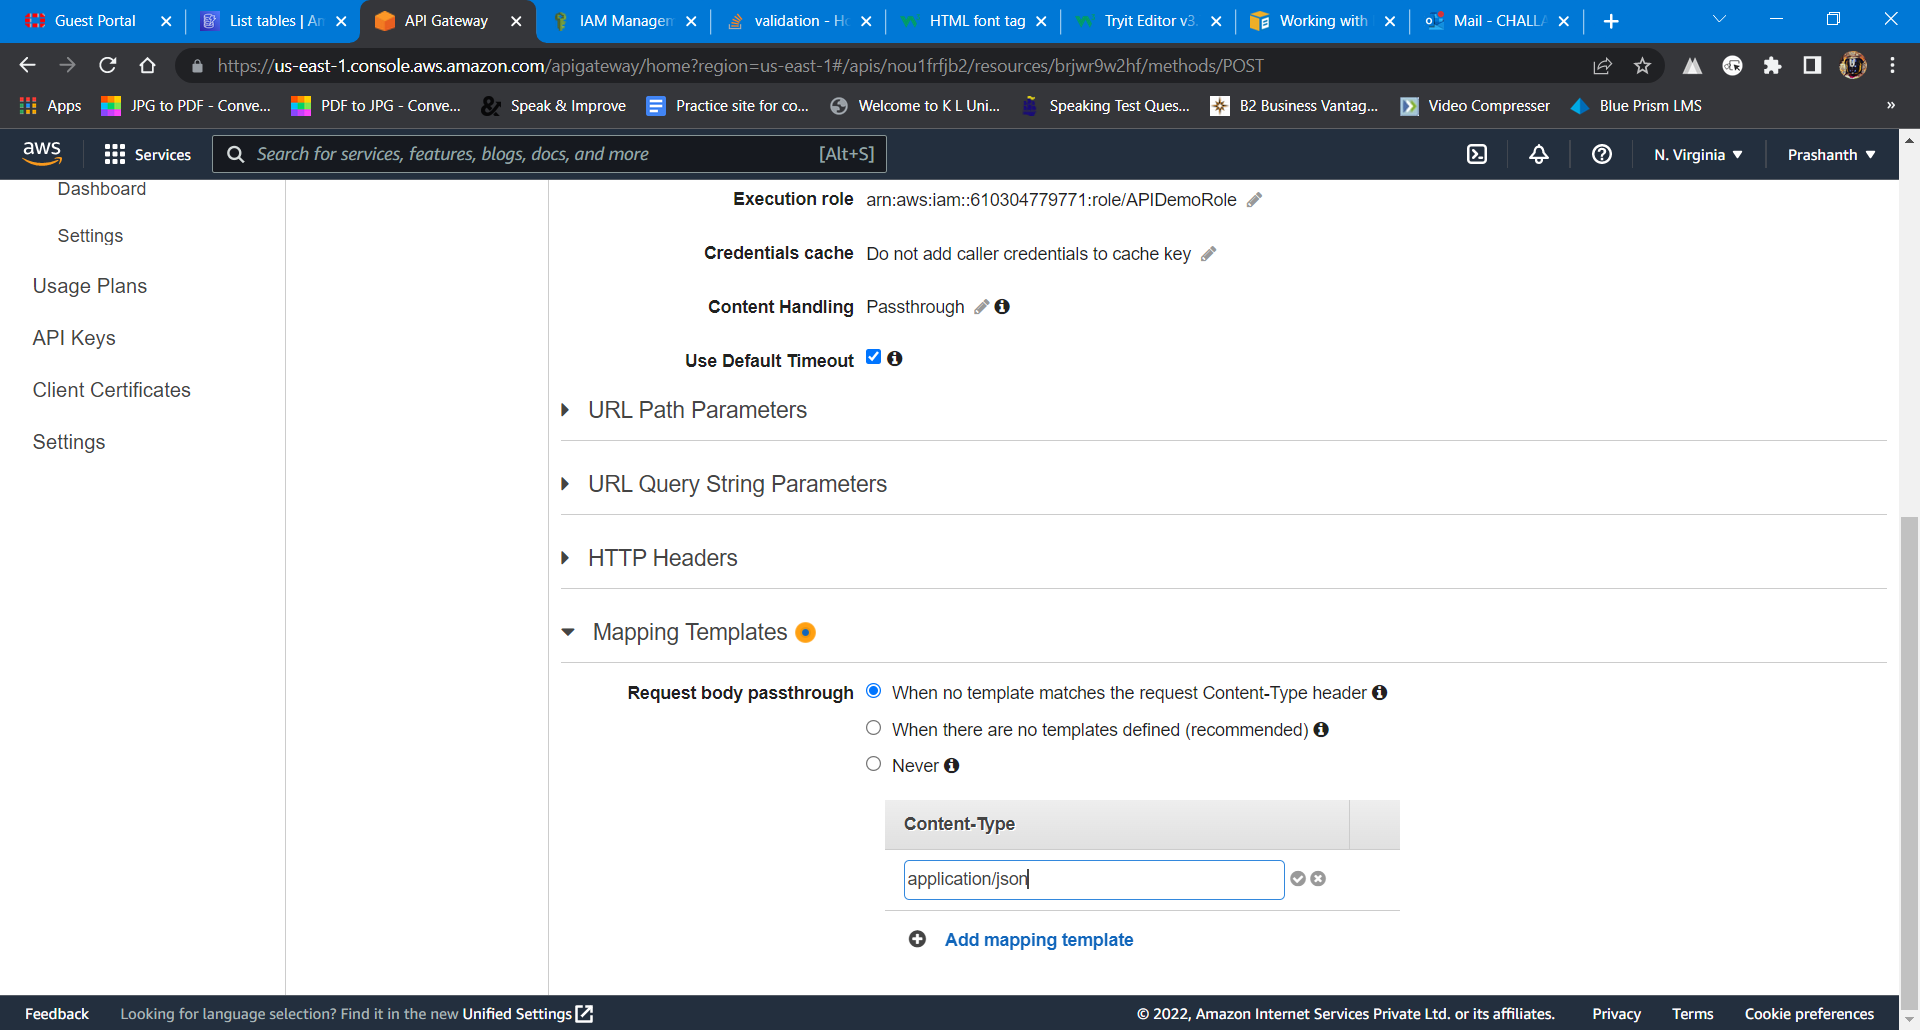 Guest Portal
List tables | An
API Gateway
IAM Managem
validation - Ho
HTML font tag
Tryit Editor v3.
Working with
Mail - CHALLA
https://us-east-1.console.aws.amazon.com/apigateway/home?region=us-east-1#/apis/nou1frfjb2/resources/brjwr9w2hf/methods/POST
Apps
JPG to PDF - Conve...
PDF to JPG - Conve...
Speak & Improve
Practice site for co...
Welcome to K L Uni...
Speaking Test Ques...
B2 Business Vantag...
Video Compresser
Blue Prism LMS
»
aws
Services
Search for services, features, blogs, docs, and more
[Alt+S]
N. Virginia
Prashanth
Dashboard
Settings
Usage Plans
API Keys
Client Certificates
Settings
Execution role arn:aws:iam::610304779771:role/APIDemoRole
Credentials cache Do not add caller credentials to cache key
Content Handling Passthrough
Use Default Timeout
URL Path Parameters
URL Query String Parameters
HTTP Headers
Mapping Templates
Request body passthrough When no template matches the request Content-Type header
When there are no templates defined (recommended)
Never
Content-Type
application/json
Add mapping template
Feedback
Looking for language selection? Find it in the new Unified Settings
© 2022, Amazon Internet Services Private Ltd. or its affiliates.
Privacy
Terms
Cookie preferences